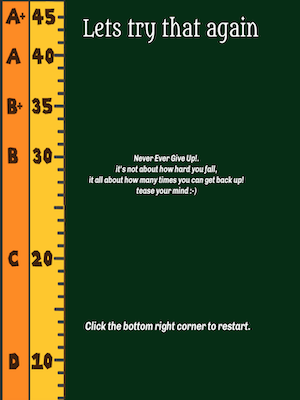 Lets try that again
A+ 45
A 40
B+ 35
B 30
C 20
D 10
Never Ever Give Up!.
it's not about how hard you fall,
it all about how many times you can get back up!
tease your mind :-)
Click the bottom right corner to restart.